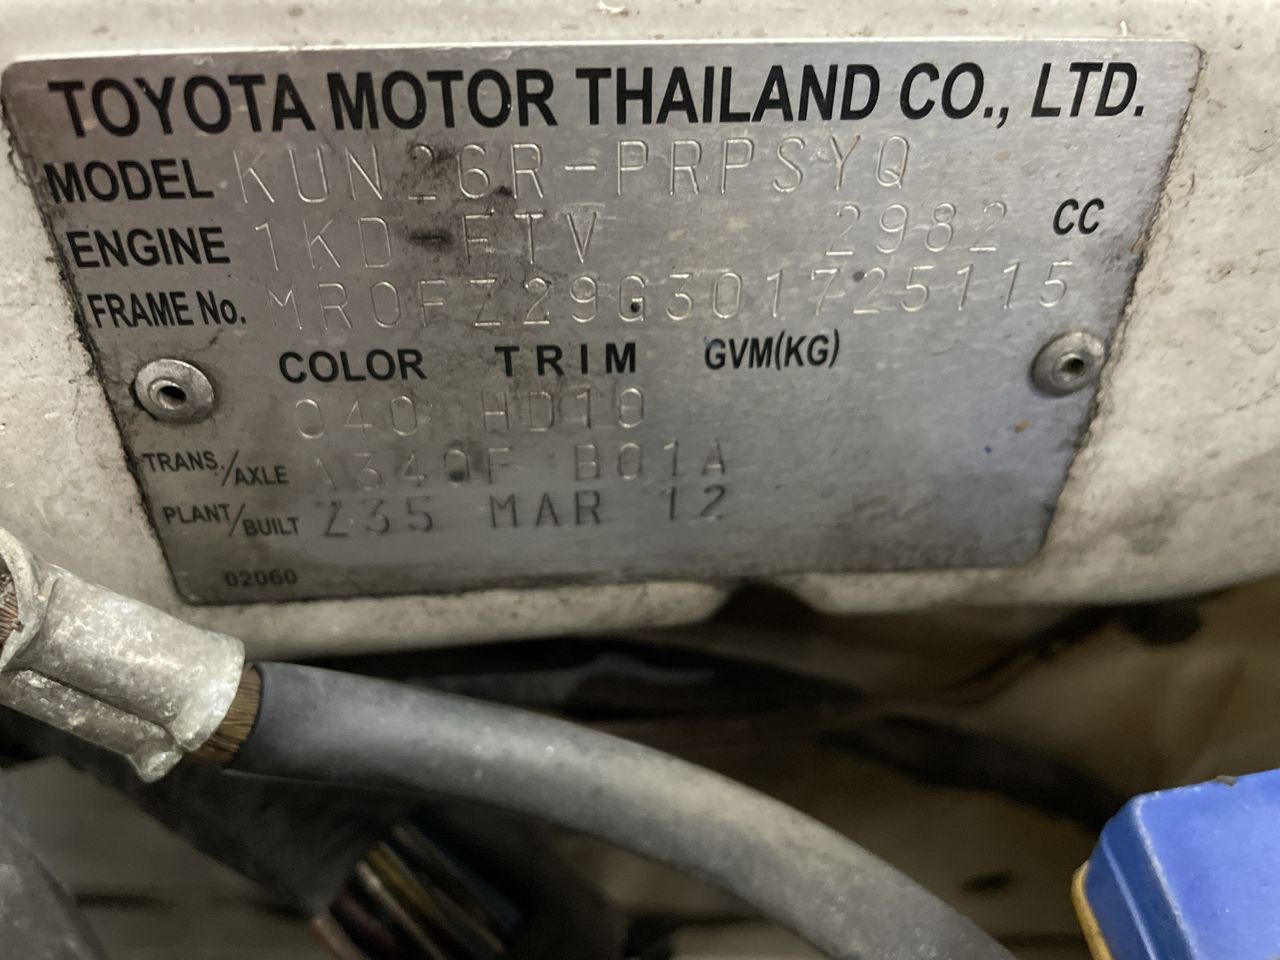 TOYOTA MOTOR THAILAND CO., LTD.
MODEL KUN26R-PRPSYQ
ENGINE 1KD-FTV 2982 CC
FRAME No. MR0FZ29G301725115
COLOR TRIM GVM(KG)
040 HD10
TRANS./AXLE A340F B01A
PLANT/BUILT Z35 MAR 12
02060